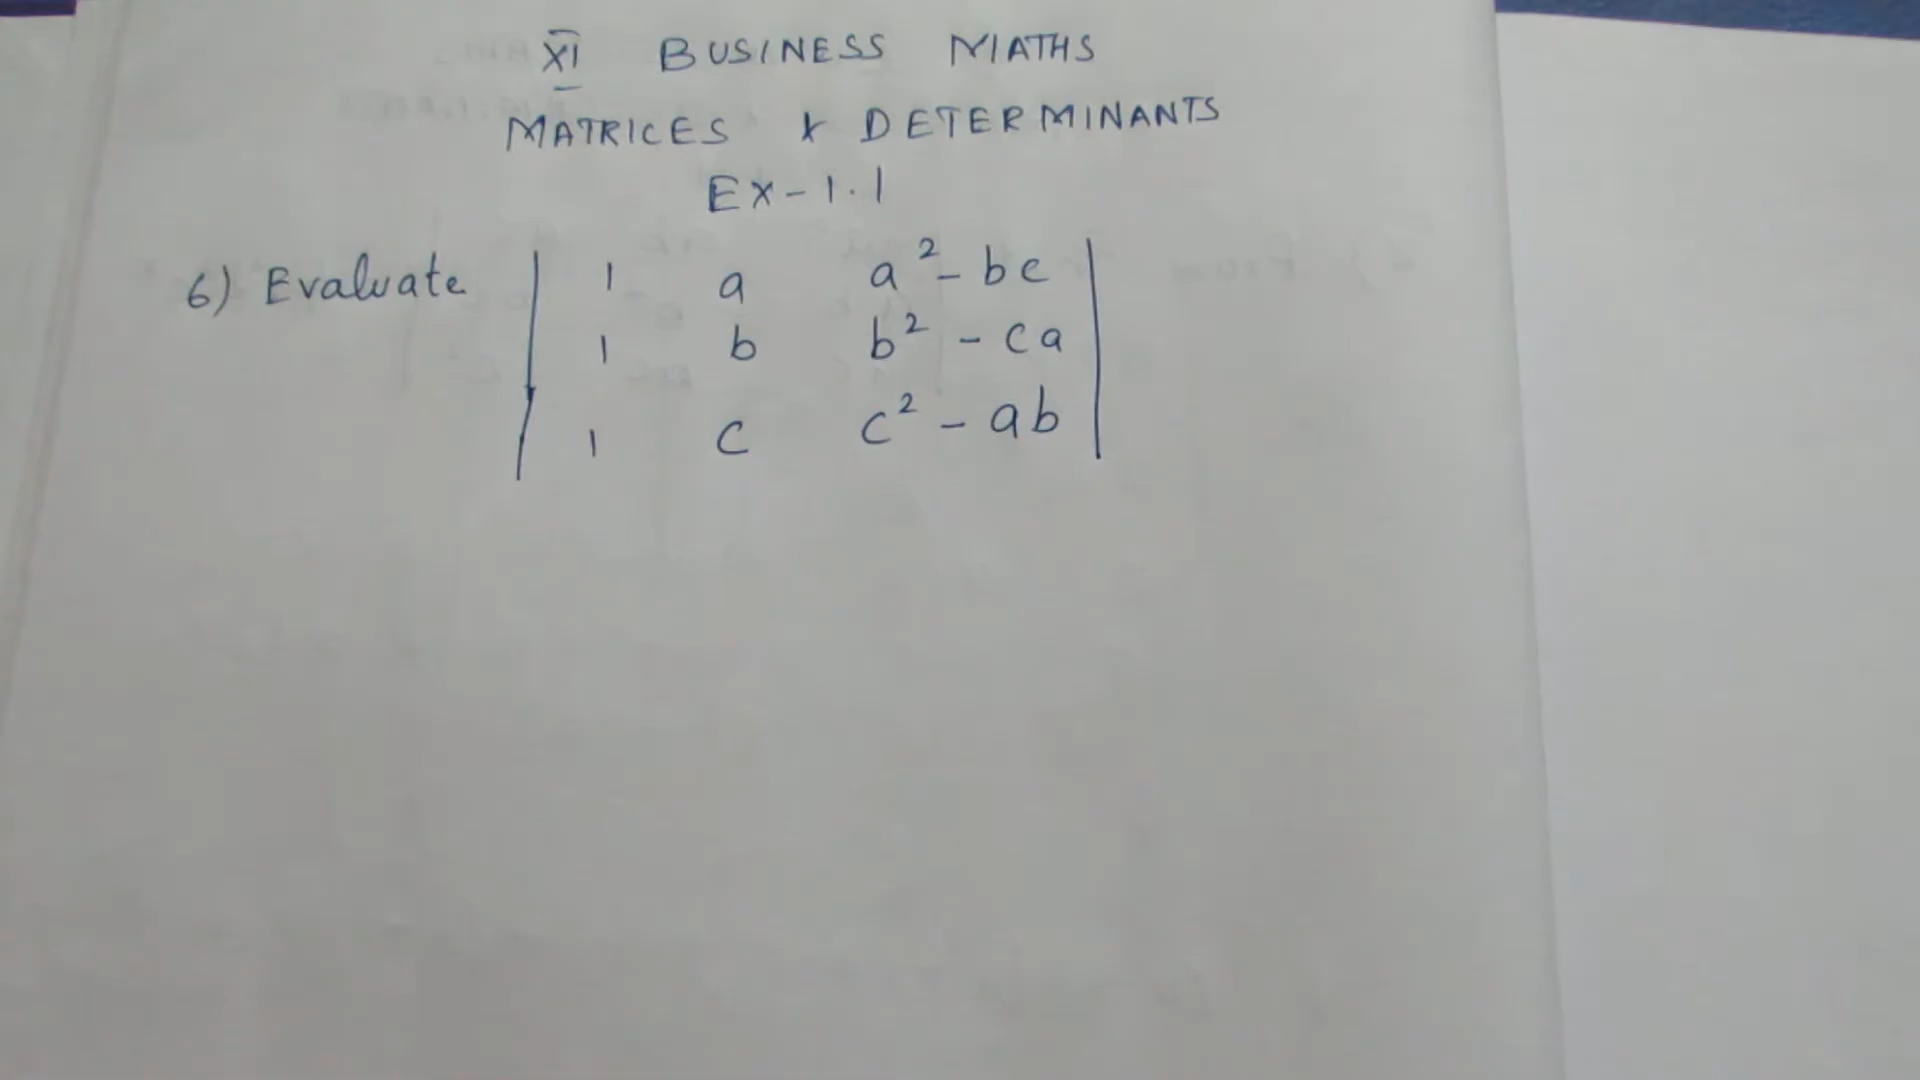 XI BUSINESS MATHS
MATRICES & DETERMINANTS
EX-1.1
6) Evaluate | 1 a a² - bc |
| 1 b b² - ca |
| 1 c c² - ab |